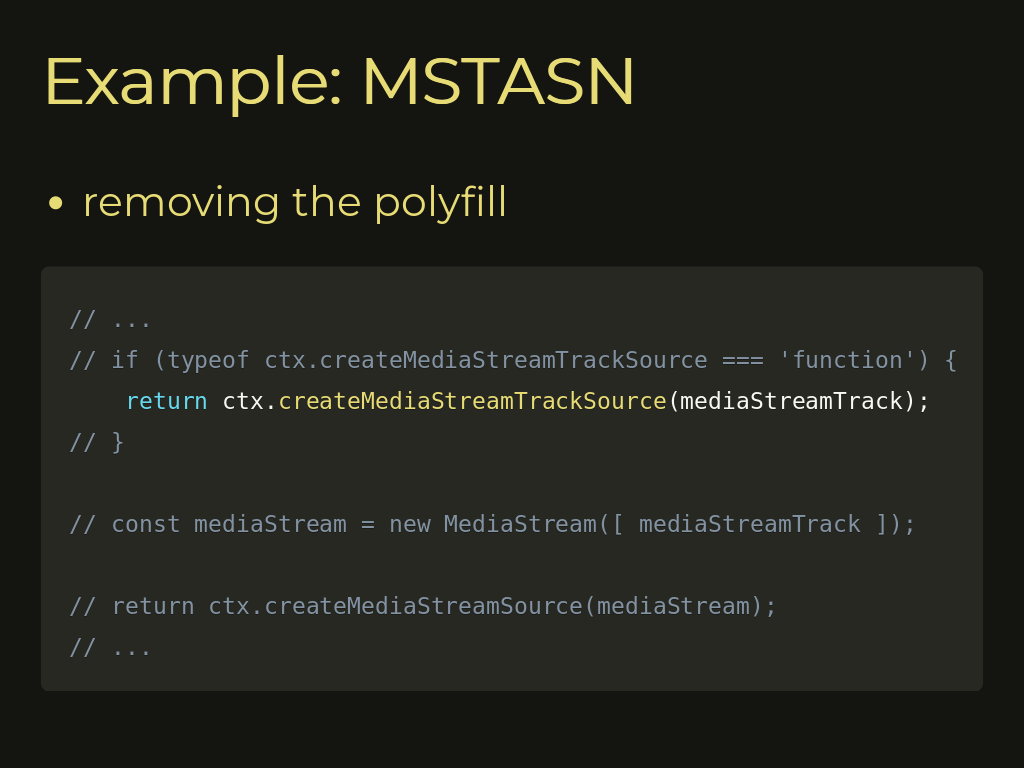 Example: MSTASN
• removing the polyfill
// ...
// if (typeof ctx.createMediaStreamTrackSource === 'function') {
    return ctx.createMediaStreamTrackSource(mediaStreamTrack);
// }
// const mediaStream = new MediaStream([ mediaStreamTrack ]);
// return ctx.createMediaStreamSource(mediaStream);
// ...